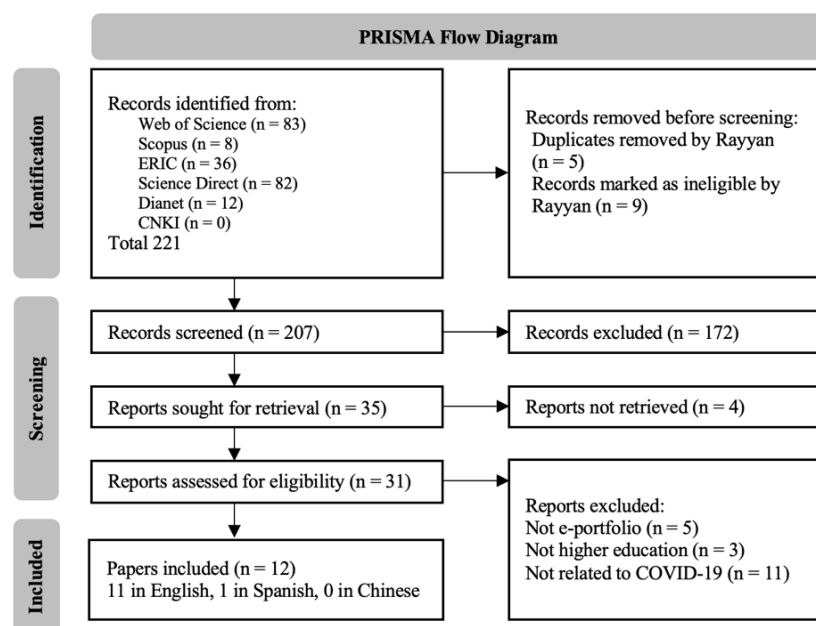 PRISMA Flow Diagram
Identification
Records identified from:
Web of Science (n = 83)
Scopus (n = 8)
ERIC (n = 36)
Science Direct (n = 82)
Dianet (n = 12)
CNKI (n = 0)
Total 221
Records removed before screening:
Duplicates removed by Rayyan
(n = 5)
Records marked as ineligible by
Rayyan (n = 9)
Screening
Records screened (n = 207)
Records excluded (n = 172)
Reports sought for retrieval (n = 35)
Reports not retrieved (n = 4)
Reports assessed for eligibility (n = 31)
Reports excluded:
Not e-portfolio (n = 5)
Not higher education (n = 3)
Not related to COVID-19 (n = 11)
Included
Papers included (n = 12)
11 in English, 1 in Spanish, 0 in Chinese